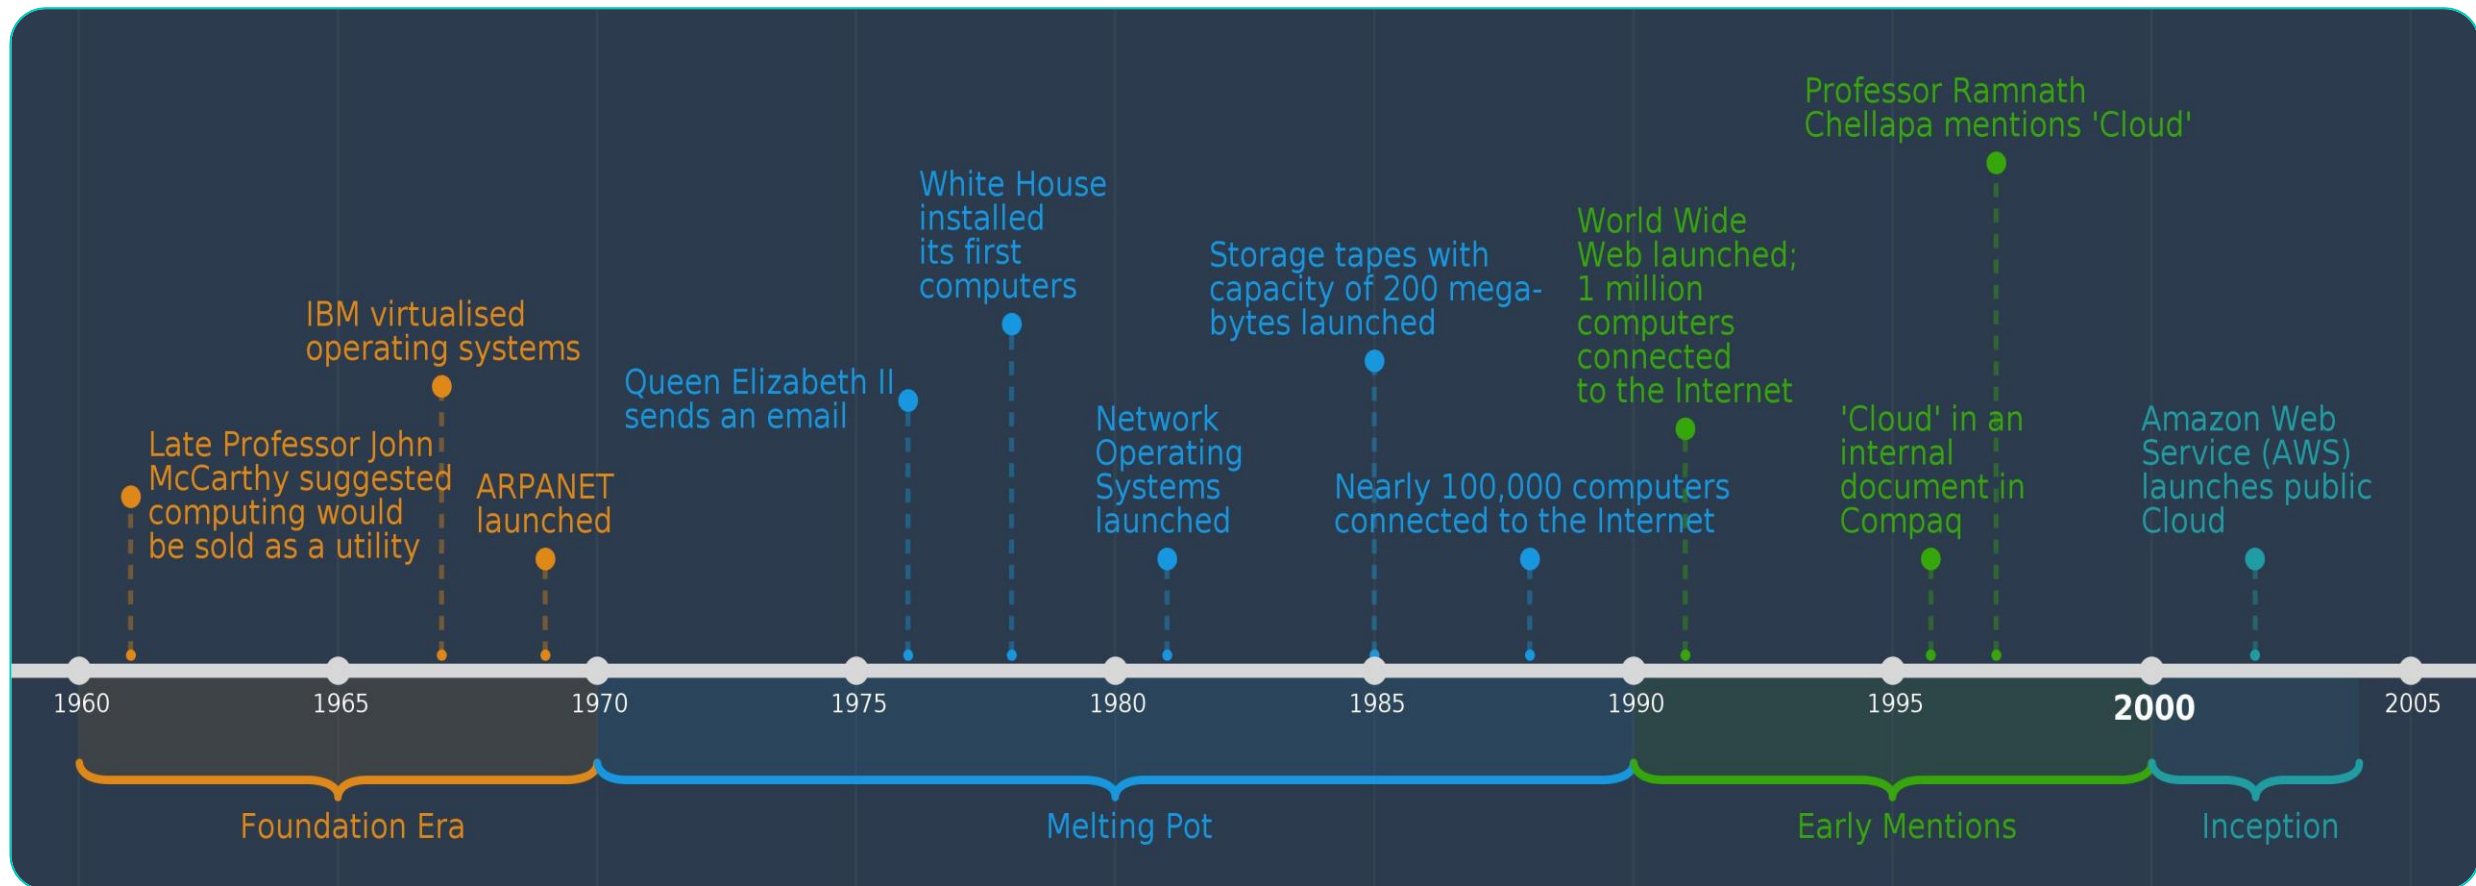 Professor Ramnath
Chellapa mentions 'Cloud'
White House
installed
its first
computers
World Wide
Web launched;
1 million
computers
connected
to the Internet
Storage tapes with
capacity of 200 mega-
bytes launched
IBM virtualised
operating systems
Queen Elizabeth II
sends an email
Network
Operating
Systems
launched
'Cloud' in an
internal
document in
Compaq
Amazon Web
Service (AWS)
launches public
Cloud
Late Professor John
McCarthy suggested
computing would
be sold as a utility
ARPANET
launched
Nearly 100,000 computers
connected to the Internet
1960 1965 1970 1975 1980 1985 1990 1995 2000 2005
Foundation Era Melting Pot Early Mentions Inception